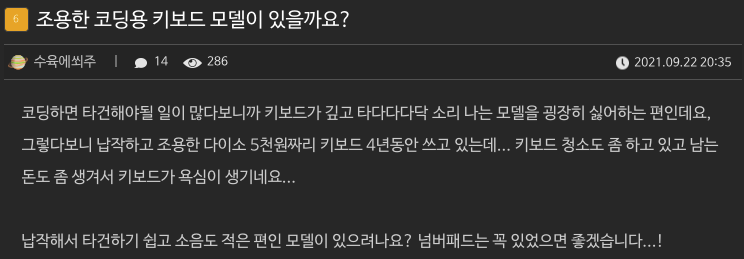 6 조용한 코딩용 키보드 모델이 있을까요?
수육에쐬주 | 14 286 2021.09.22 20:35
코딩하면 타건해야될 일이 많다보니까 키보드가 깊고 타다다다닥 소리 나는 모델을 굉장히 싫어하는 편인데요,
그렇다보니 납작하고 조용한 다이소 5천원짜리 키보드 4년동안 쓰고 있는데... 키보드 청소도 좀 하고 있고 남는
돈도 좀 생겨서 키보드가 욕심이 생기네요...
납작해서 타건하기 쉽고 소음도 적은 편인 모델이 있으려나요? 넘버패드는 꼭 있었으면 좋겠습니다...!